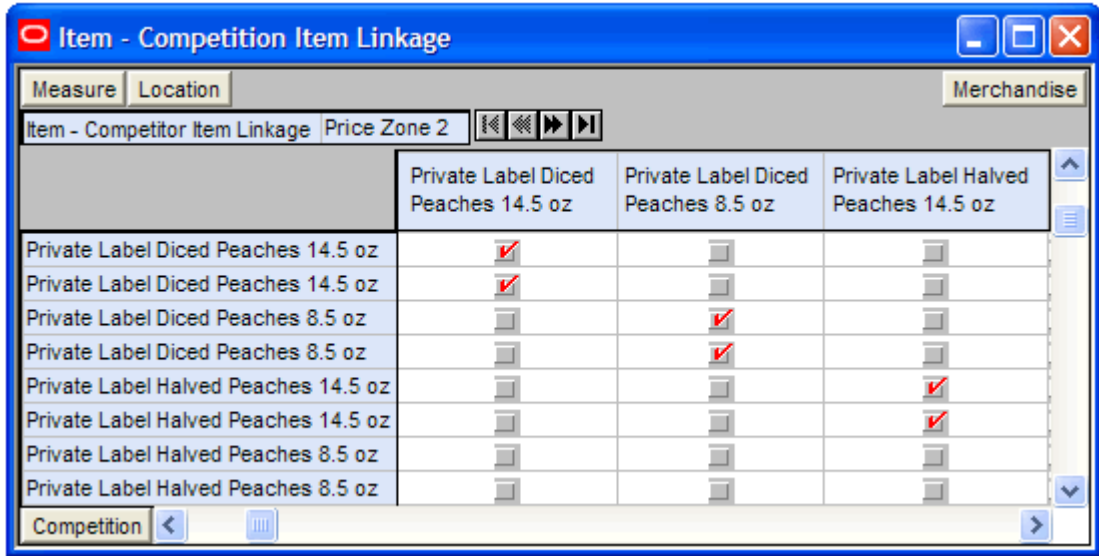 Item - Competition Item Linkage
Measure Location Merchandise
Item - Competitor Item Linkage Price Zone 2
Private Label Diced Peaches 14.5 oz
Private Label Diced Peaches 8.5 oz
Private Label Halved Peaches 14.5 oz
Private Label Diced Peaches 14.5 oz
Private Label Diced Peaches 14.5 oz
Private Label Diced Peaches 8.5 oz
Private Label Diced Peaches 8.5 oz
Private Label Halved Peaches 14.5 oz
Private Label Halved Peaches 14.5 oz
Private Label Halved Peaches 8.5 oz
Private Label Halved Peaches 8.5 oz
Competition